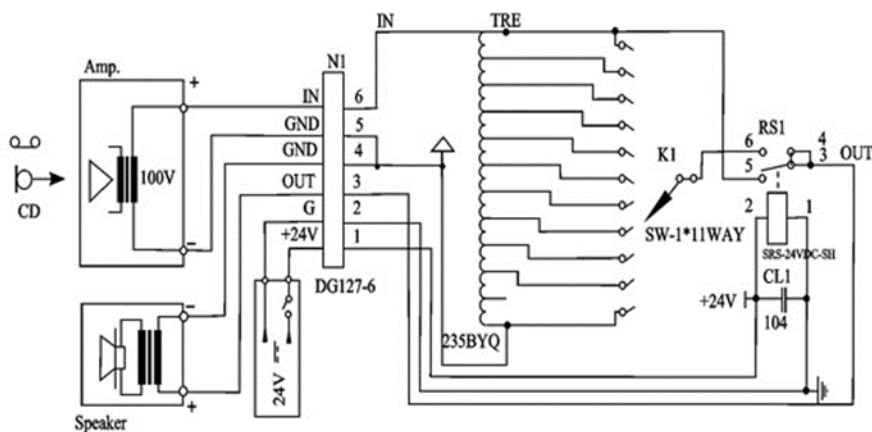 Amp.
+
100V
−
CD
−
+
Speaker
N1
IN
GND
GND
OUT
G
+24V
6
5
4
3
2
1
DG127-6
24V
IN
TRE
235BYQ
K1
SW-1*11WAY
RS1
6
5
4
3
OUT
2
1
SRS-24VDC-SH
CL1
+24V
104